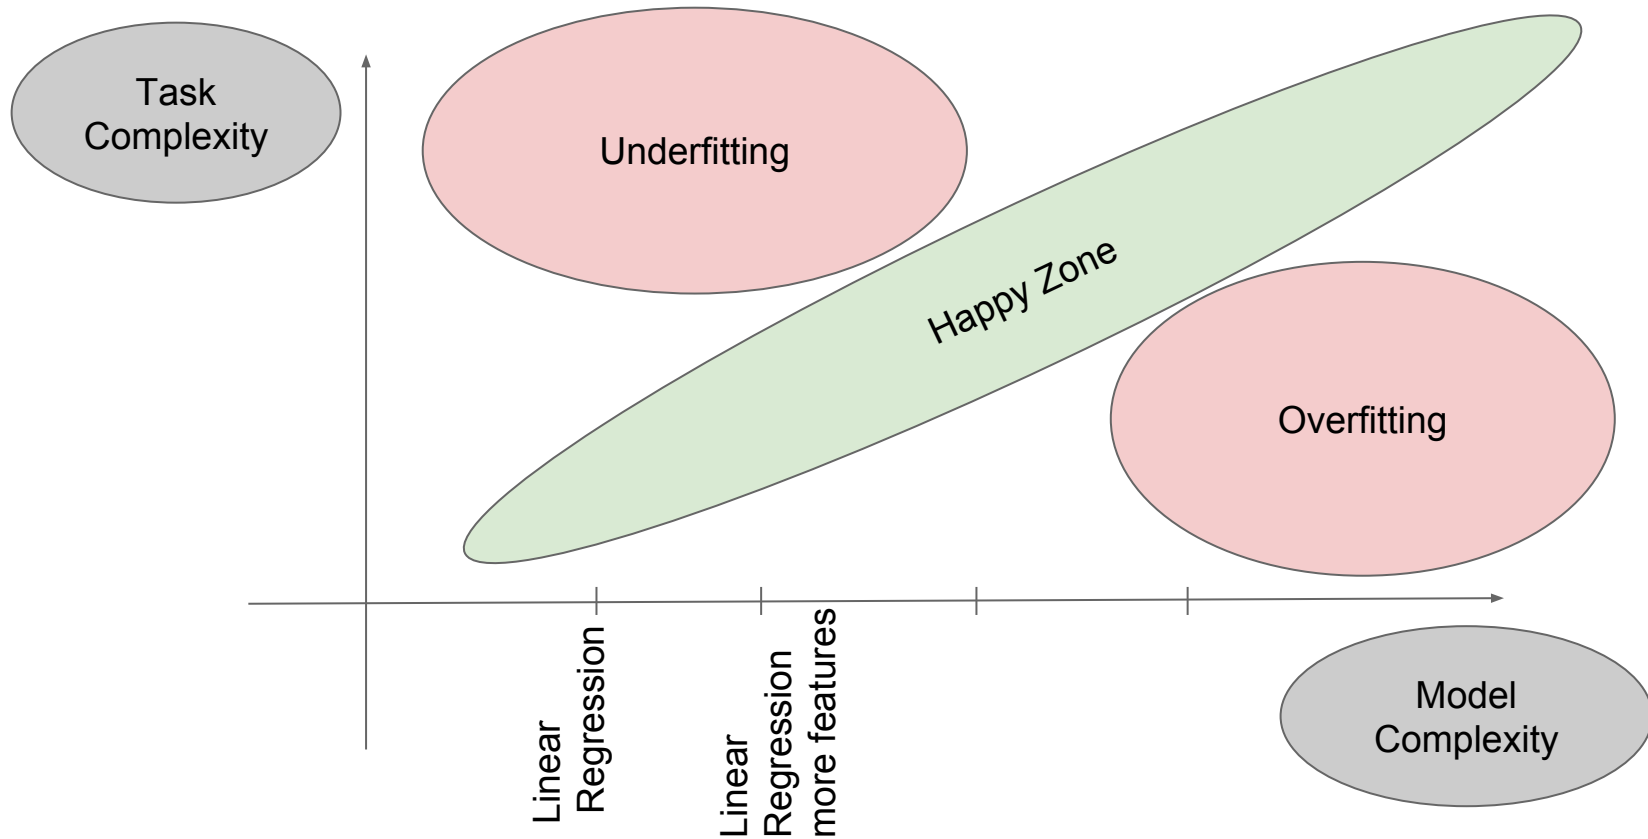 Task
Complexity
Underfitting
Happy Zone
Overfitting
Linear
Regression
Linear
Regression
more features
Model
Complexity